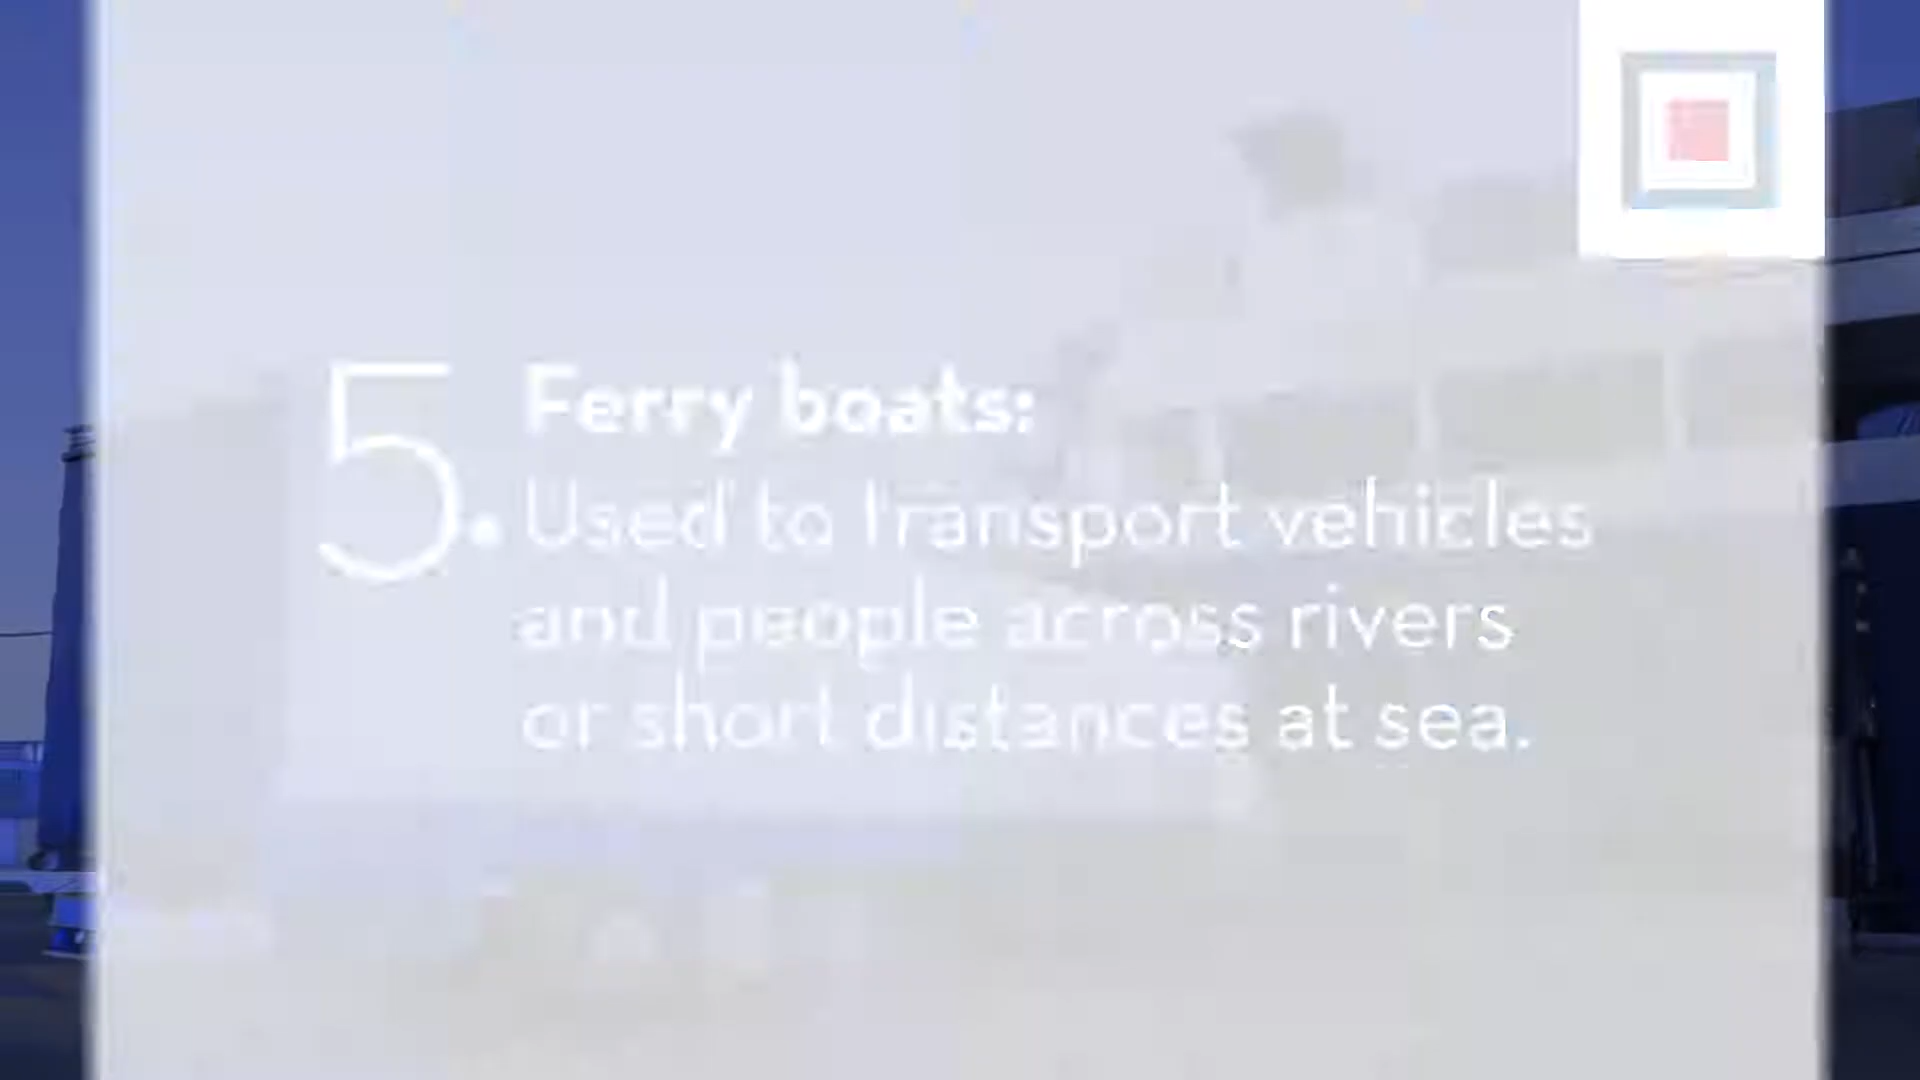 5. Ferry boats:
Used to transport vehicles
and people across rivers
or short distances at sea.